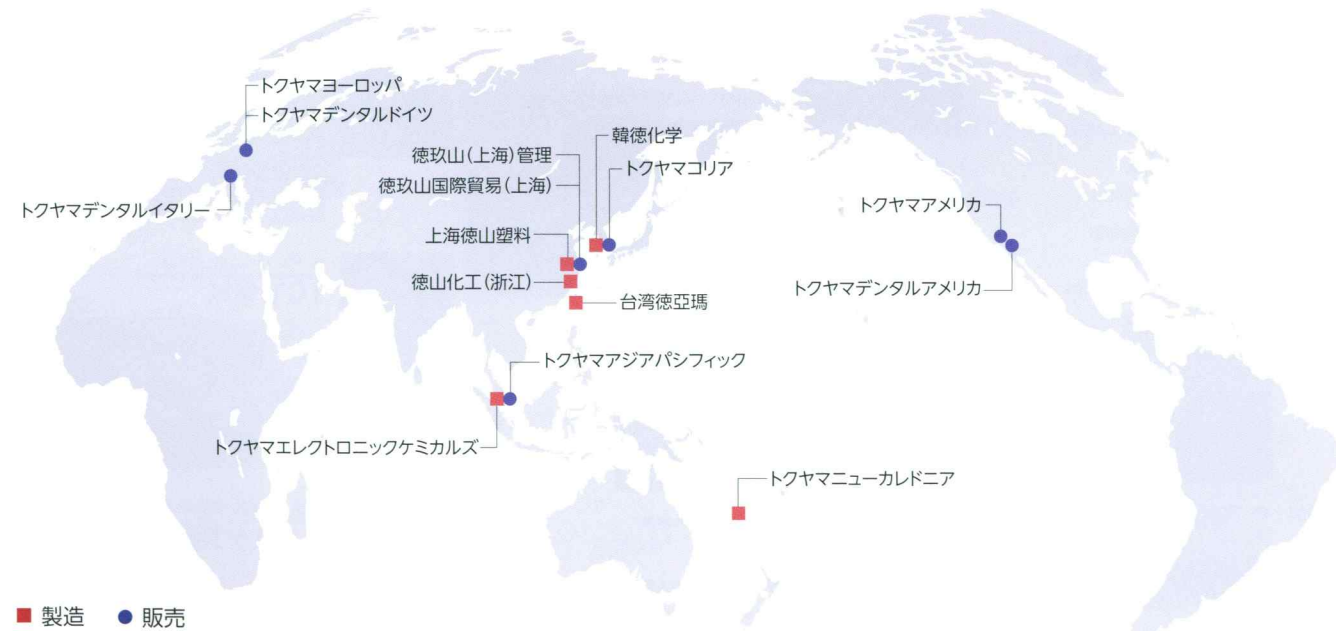 トクヤマヨーロッパ
トクヤマデンタルドイツ
トクヤマデンタルイタリー
徳玖山(上海)管理
徳玖山国際貿易(上海)
上海徳山塑料
徳山化工(浙江)
韓徳化学
トクヤマコリア
台湾徳亞瑪
トクヤマアジアパシフィック
トクヤマエレクトロニックケミカルズ
トクヤマニューカレドニア
トクヤマアメリカ
トクヤマデンタルアメリカ
製造
販売